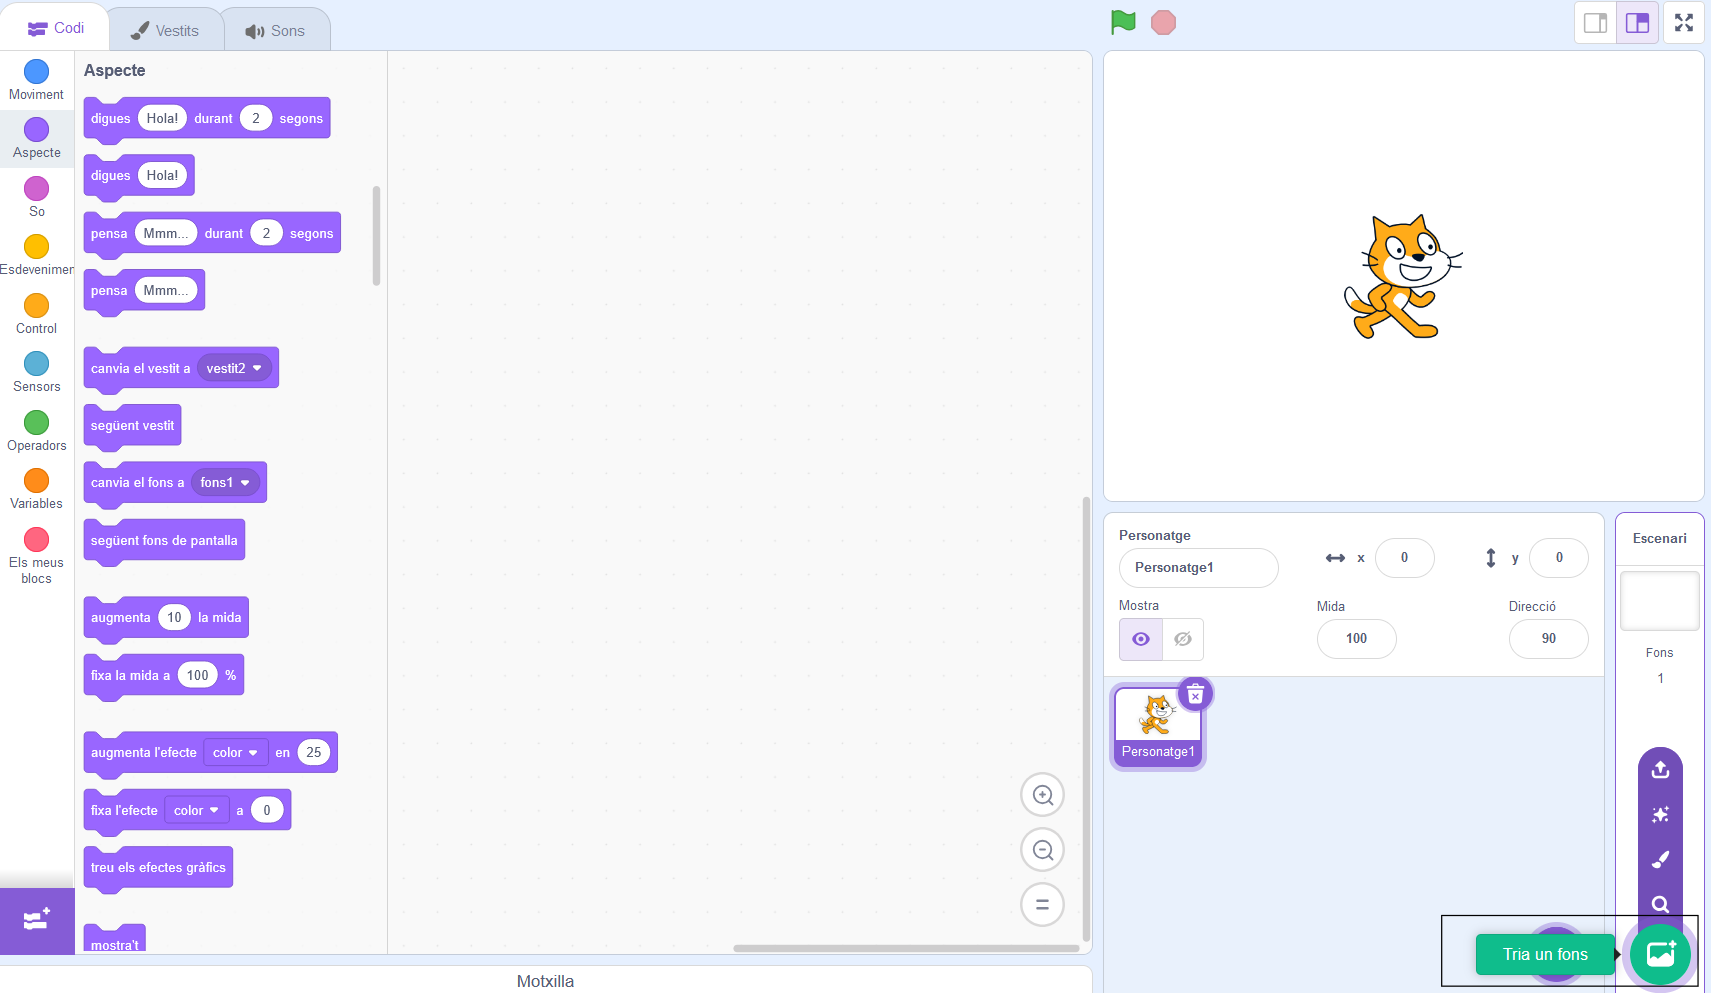 Codi
Vestits
Sons
Moviment
Aspecte
So
Esdevenimen
Control
Sensors
Operadors
Variables
Els meus
blocs
Aspecte
digues Hola! durant 2 segons
digues Hola!
pensa Mmm... durant 2 segons
pensa Mmm...
canvia el vestit a vestit2
següent vestit
canvia el fons a fons1
següent fons de pantalla
augmenta 10 la mida
fixa la mida a 100 %
augmenta l'efecte color en 25
fixa l'efecte color a 0
treu els efectes gràfics
mostra't
Motxilla
Personatge
Personatge1
x 0
y 0
Mostra
Mida
100
Direcció
90
Personatge1
Escenari
Fons
1
Tria un fons